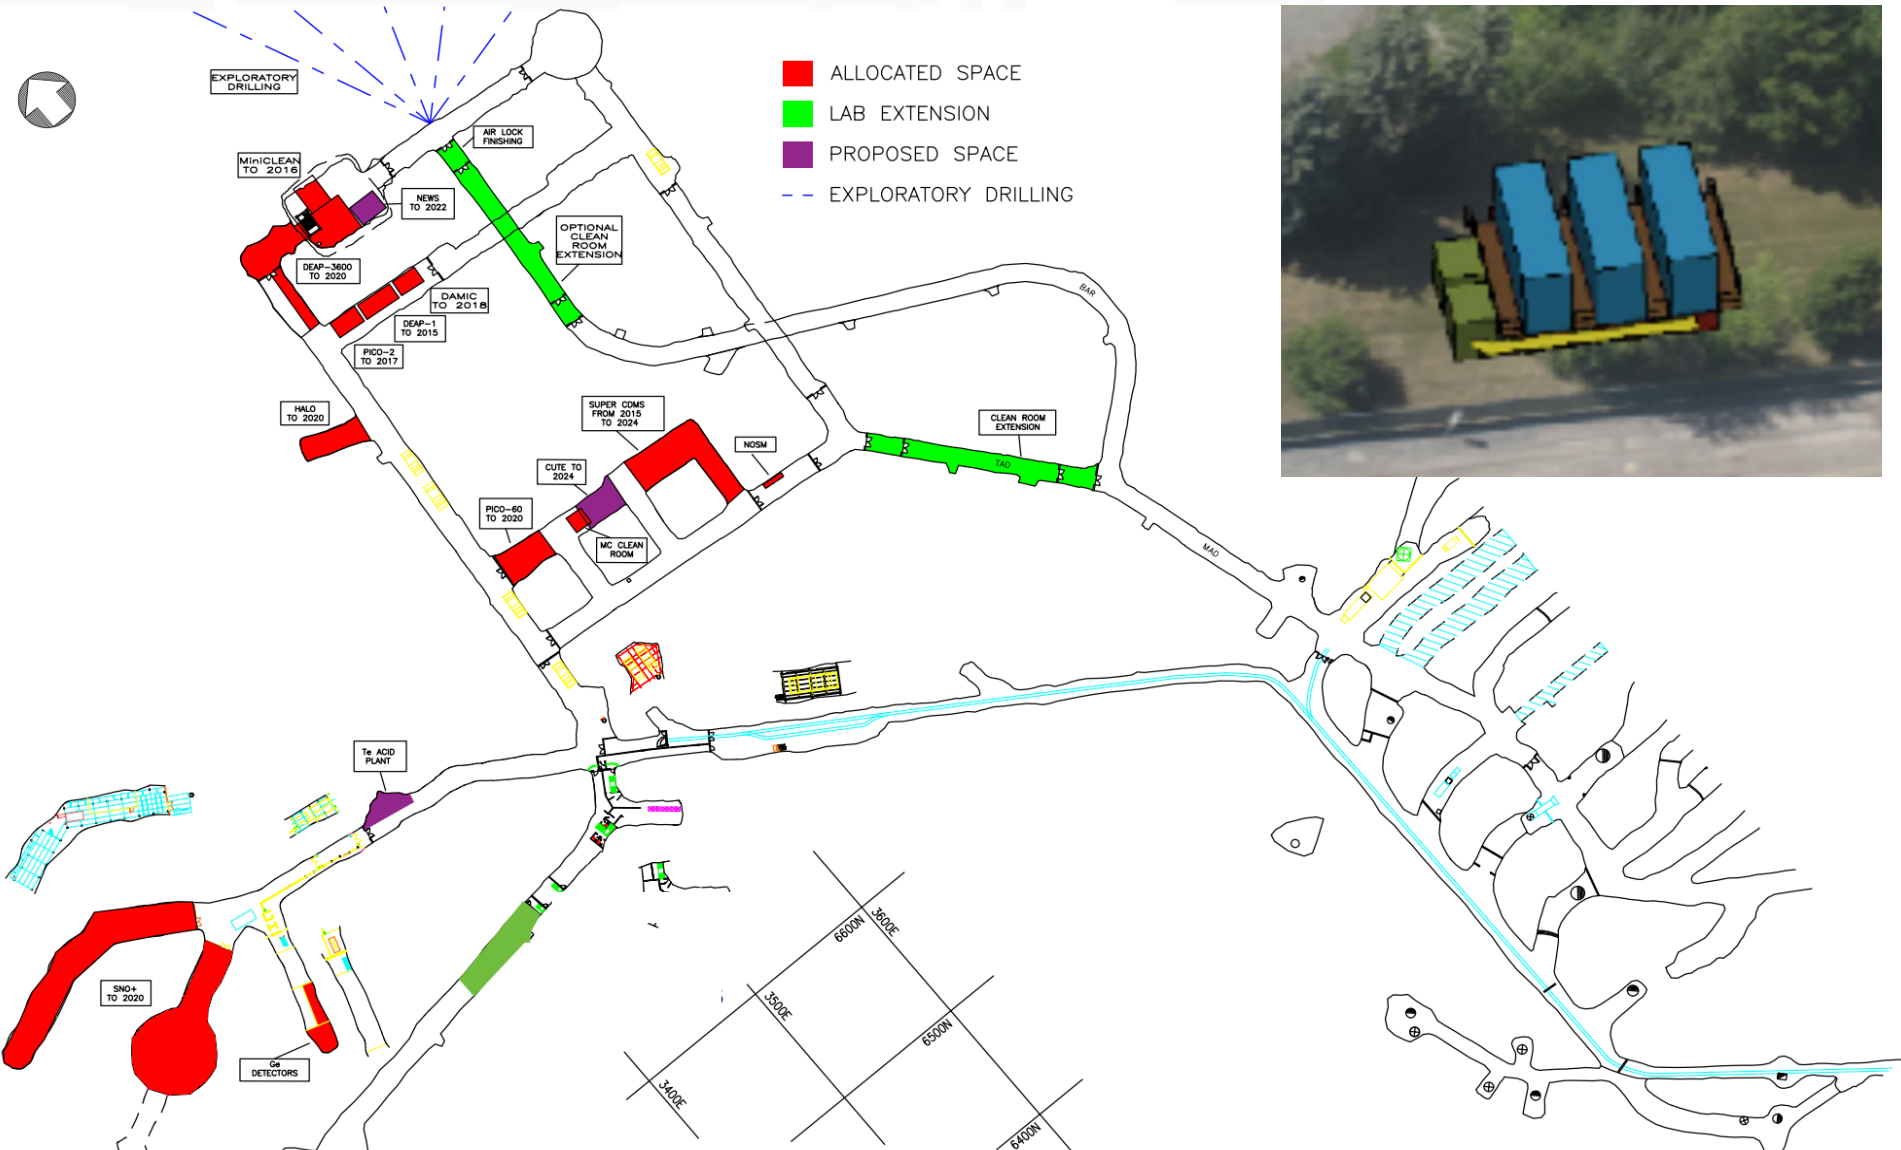 EXPLORATORY
DRILLING
ALLOCATED SPACE
LAB EXTENSION
PROPOSED SPACE
EXPLORATORY DRILLING
AIR LOCK
FINISHING
MiniCLEAN
TO 2016
NEWS
TO 2022
OPTIONAL
CLEAN
ROOM
EXTENSION
DEAP-3600
TO 2020
DAMIC
TO 2018
DEAP-1
TO 2015
PICO-2
TO 2017
BAR
HALO
TO 2020
SUPER CDMS
FROM 2015
TO 2024
CLEAN ROOM
EXTENSION
NOSM
TAD
CUTE TO
2024
PICO-60
TO 2020
MC CLEAN
ROOM
MAD
Te ACID
PLANT
SNO+
TO 2020
Ge
DETECTORS
6600N
3600E
3500E
6500N
3400E
6400N